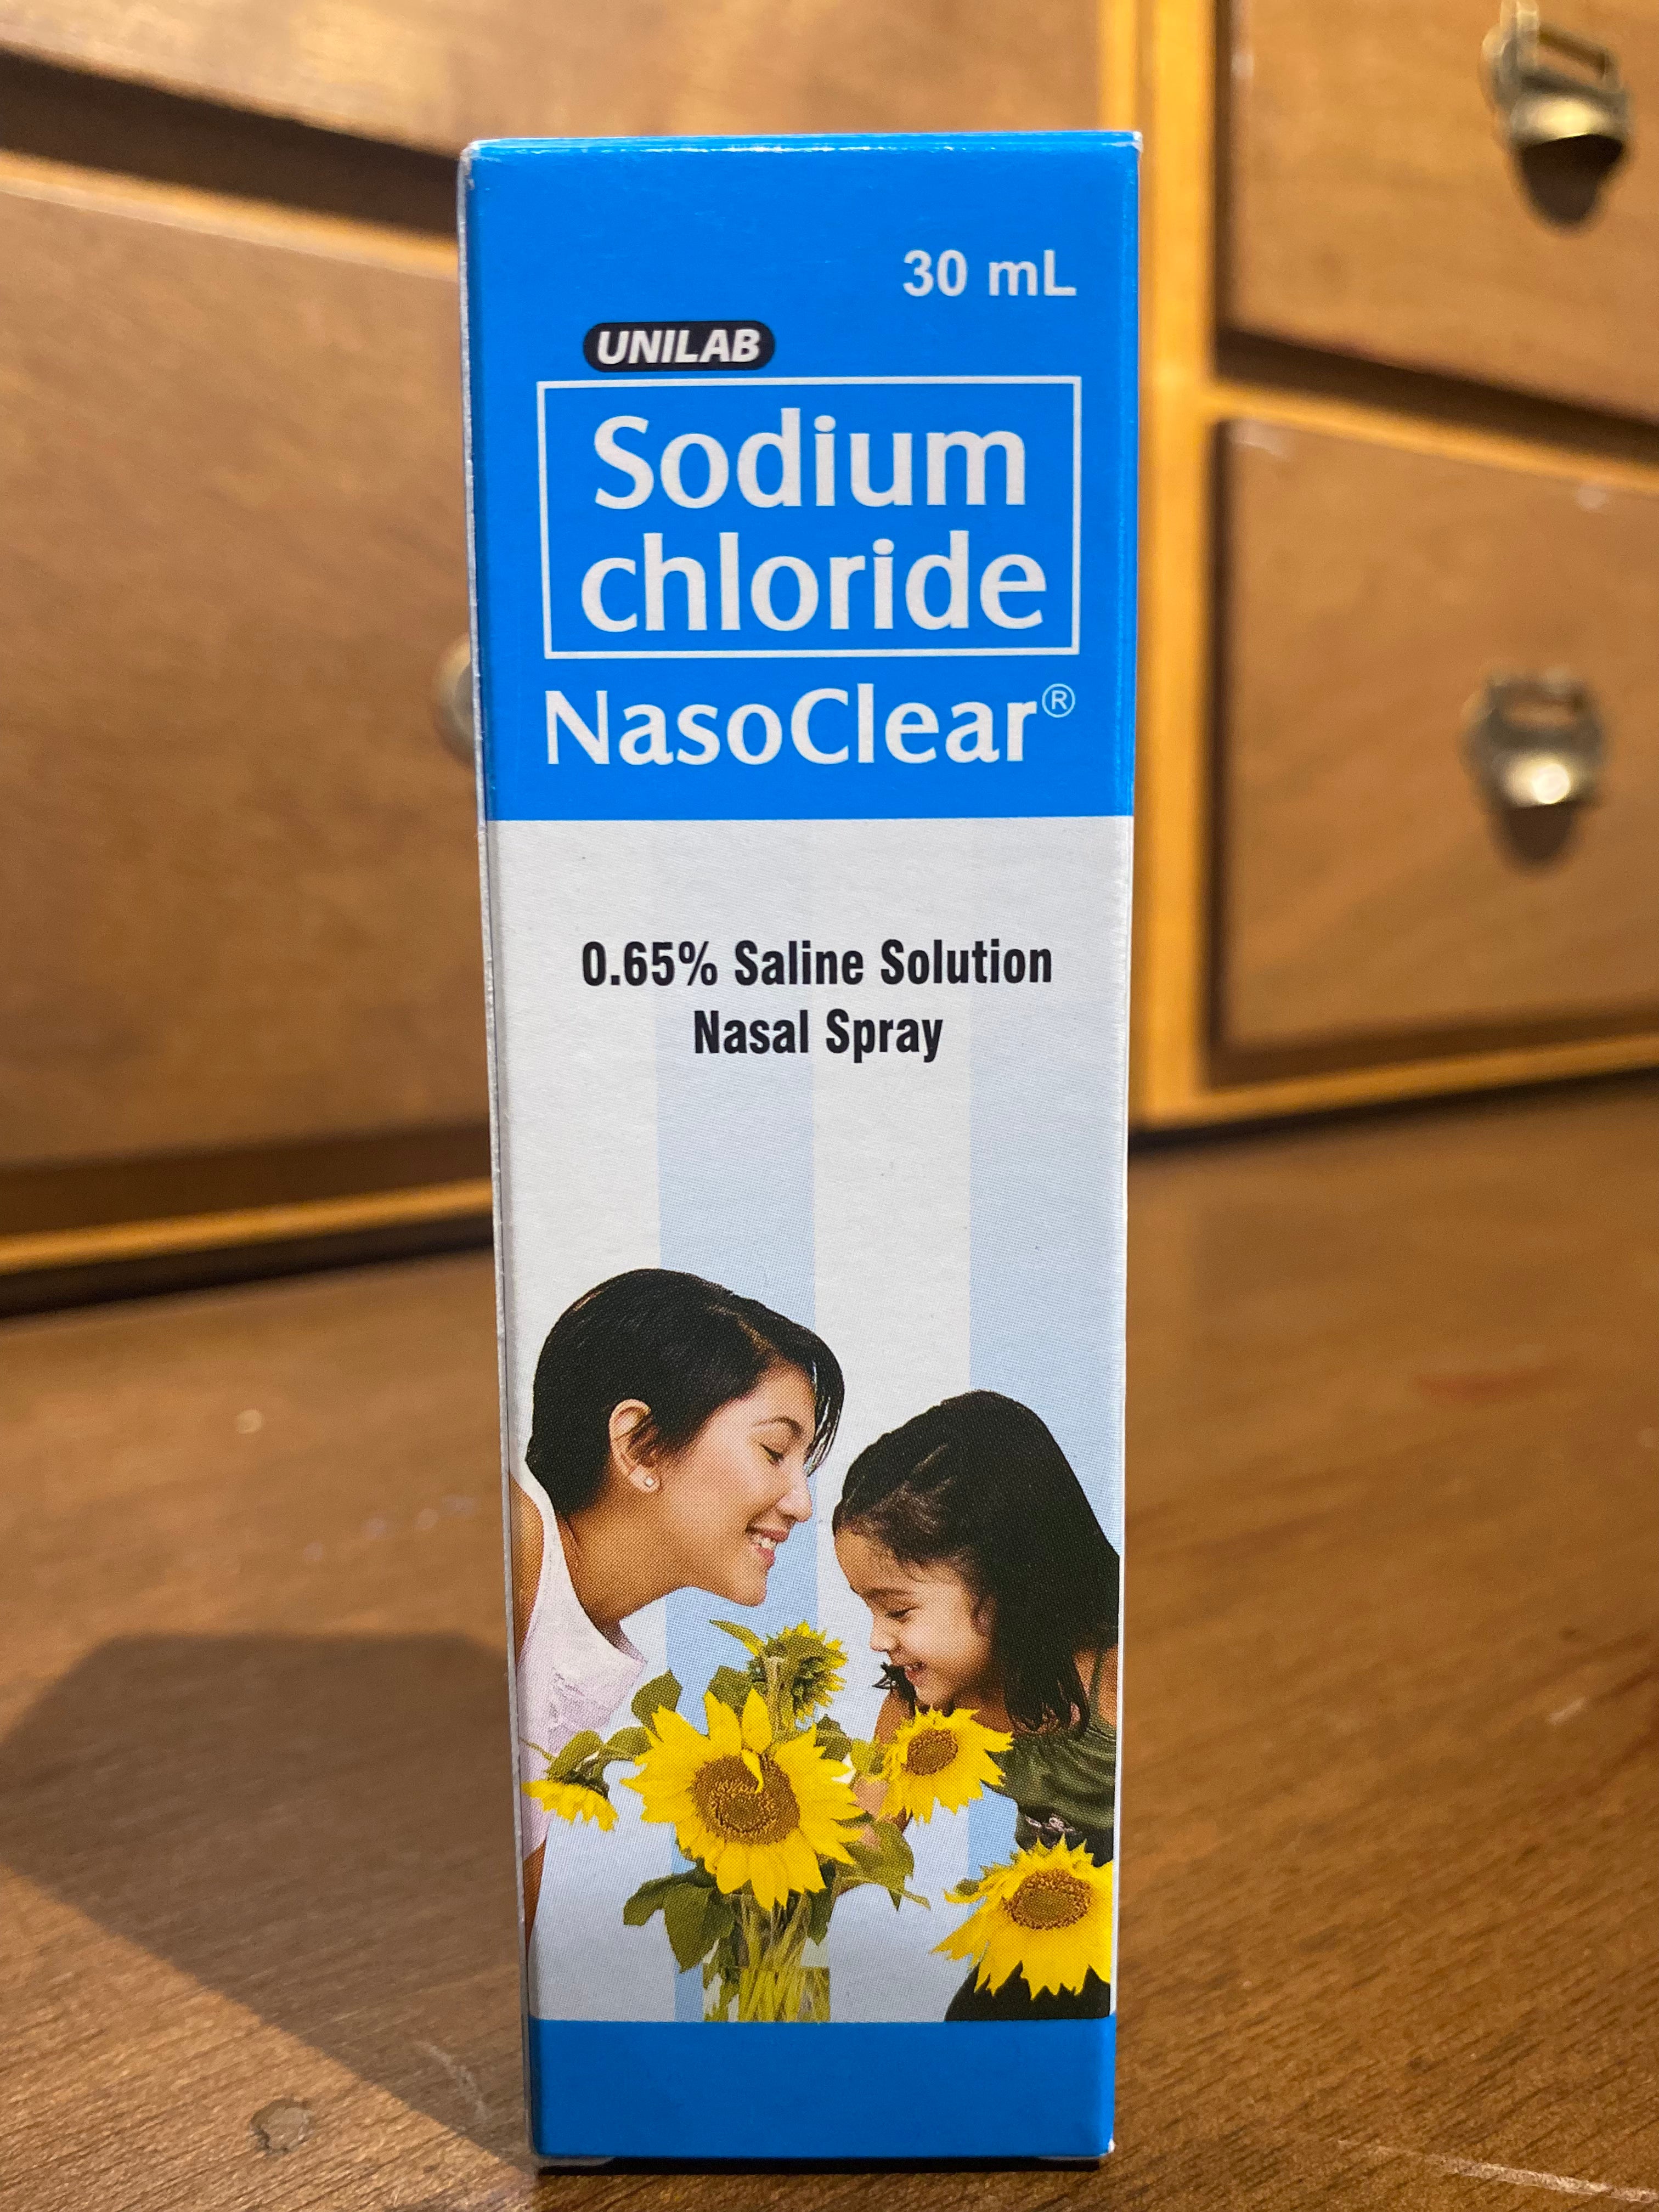 30 mL
UNILAB
Sodium
chloride
NasoClear®
0.65% Saline Solution
Nasal Spray